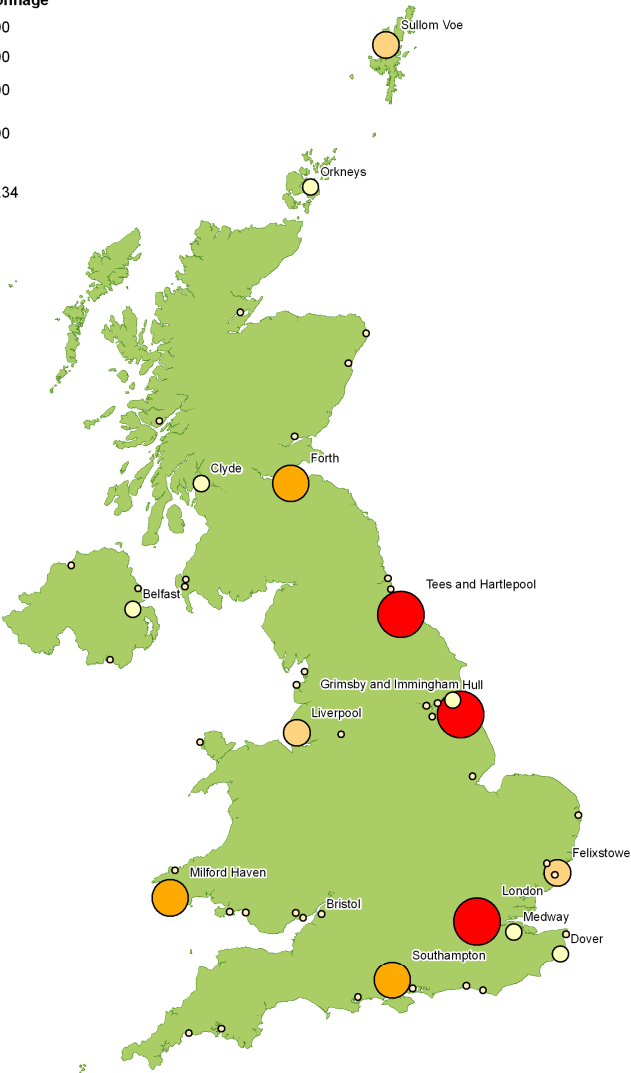 onnage
00
00
00
00
.34
Sullom Voe
Orkneys
Forth
Clyde
Tees and Hartlepool
Belfast
Grimsby and Immingham Hull
Liverpool
Felixstowe
Milford Haven
London
Bristol
Medway
Dover
Southampton